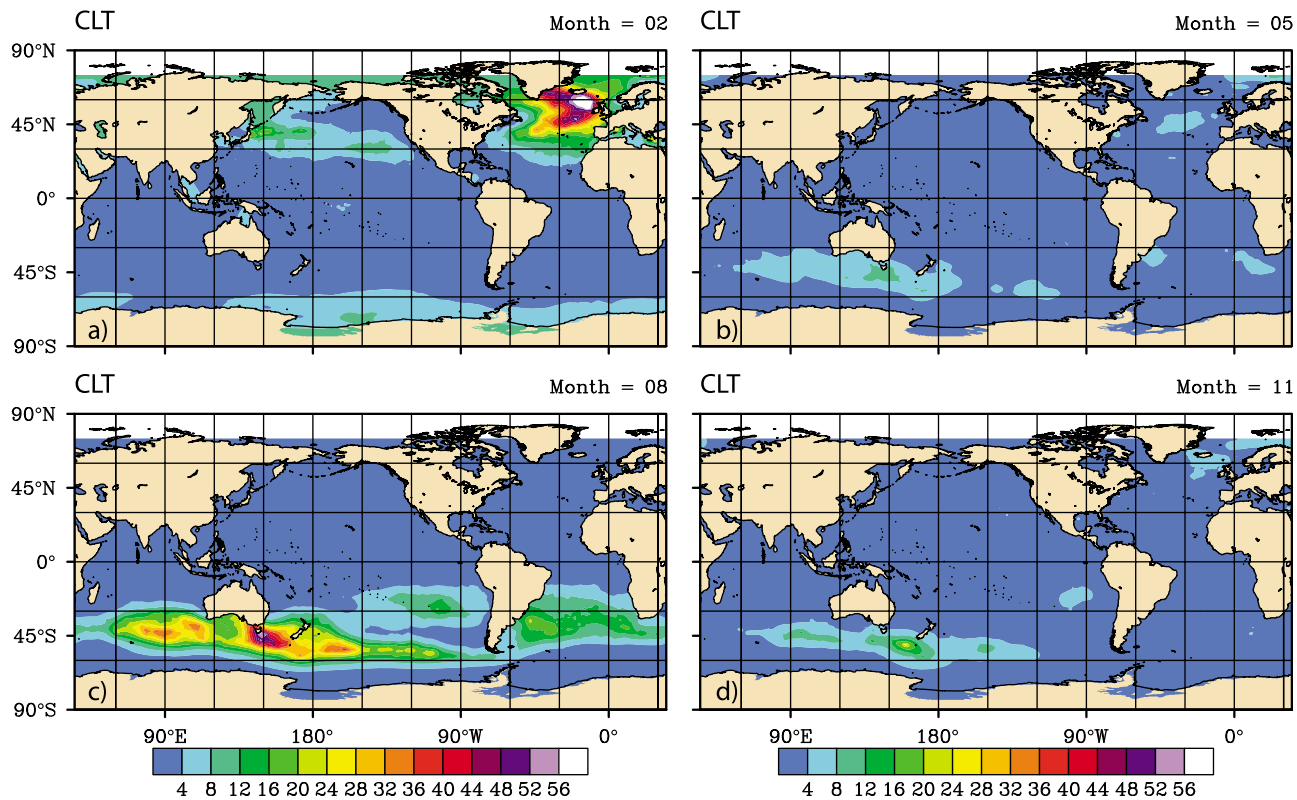 CLT Month = 02 CLT Month = 05
90°N
45°N
0°
45°S
a) b)
90°S
CLT Month = 08 CLT Month = 11
90°N
45°N
0°
45°S
c) d)
90°S
90°E 180° 90°W 0° 90°E 180° 90°W 0°
4 8 12 16 20 24 28 32 36 40 44 48 52 56 4 8 12 16 20 24 28 32 36 40 44 48 52 56